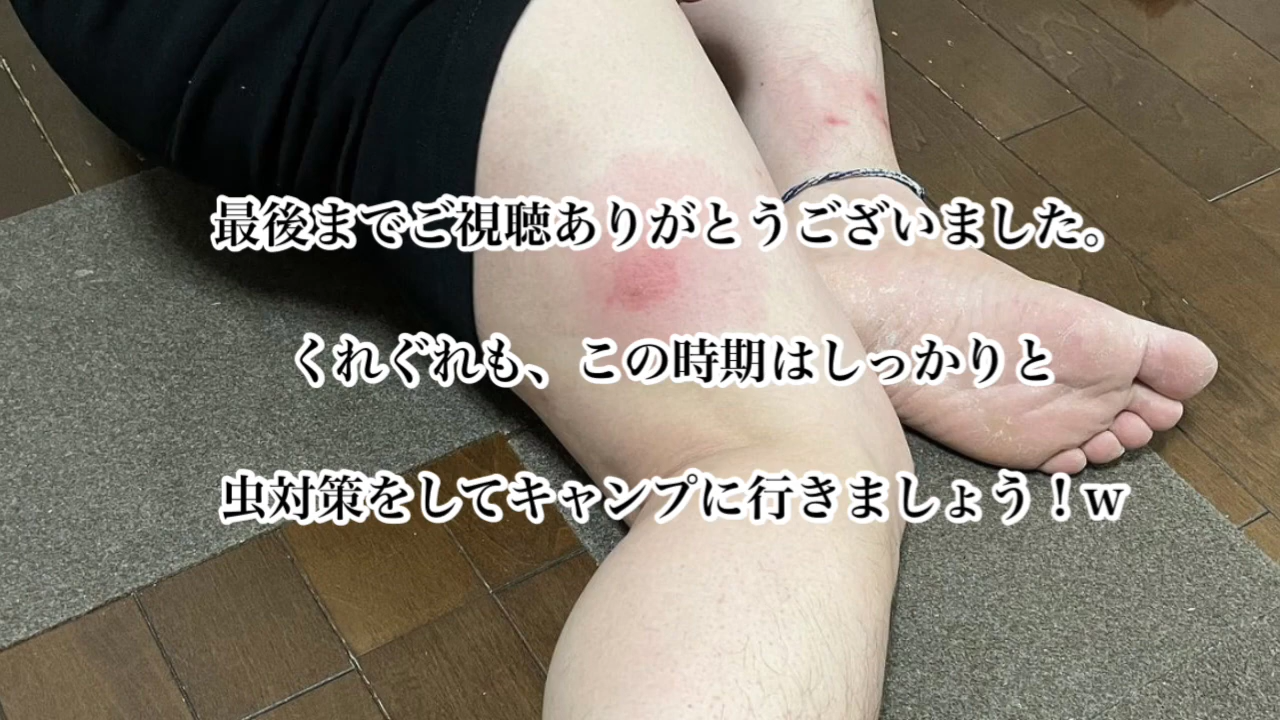 最後までご視聴ありがとうございました。
くれぐれも、この時期はしっかりと
虫対策をしてキャンプに行きましょう！w